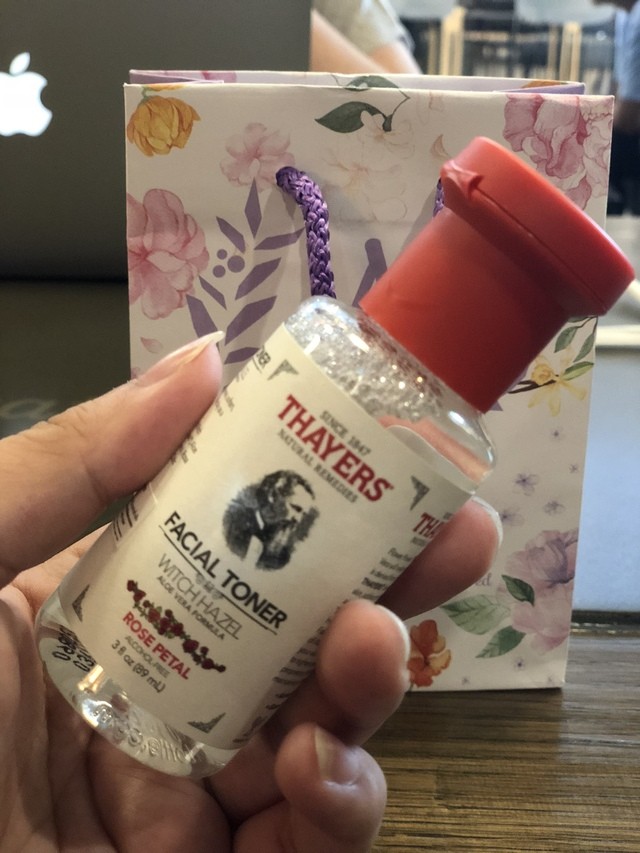 SINCE 1847
THAYERS
NATURAL REMEDIES
FACIAL TONER
WITCH HAZEL
ALOE VERA FORMULA
ROSE PETAL
ALCOHOL-FREE
3 fl oz (89 mL)